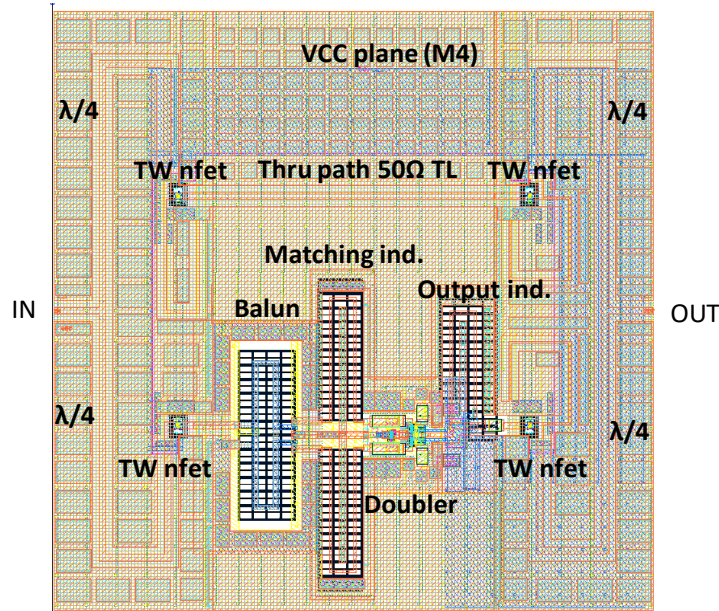 VCC plane (M4)
λ/4
λ/4
TW nfet
Thru path 50Ω TL
TW nfet
Matching ind.
Output ind.
Balun
IN
OUT
λ/4
λ/4
TW nfet
TW nfet
Doubler